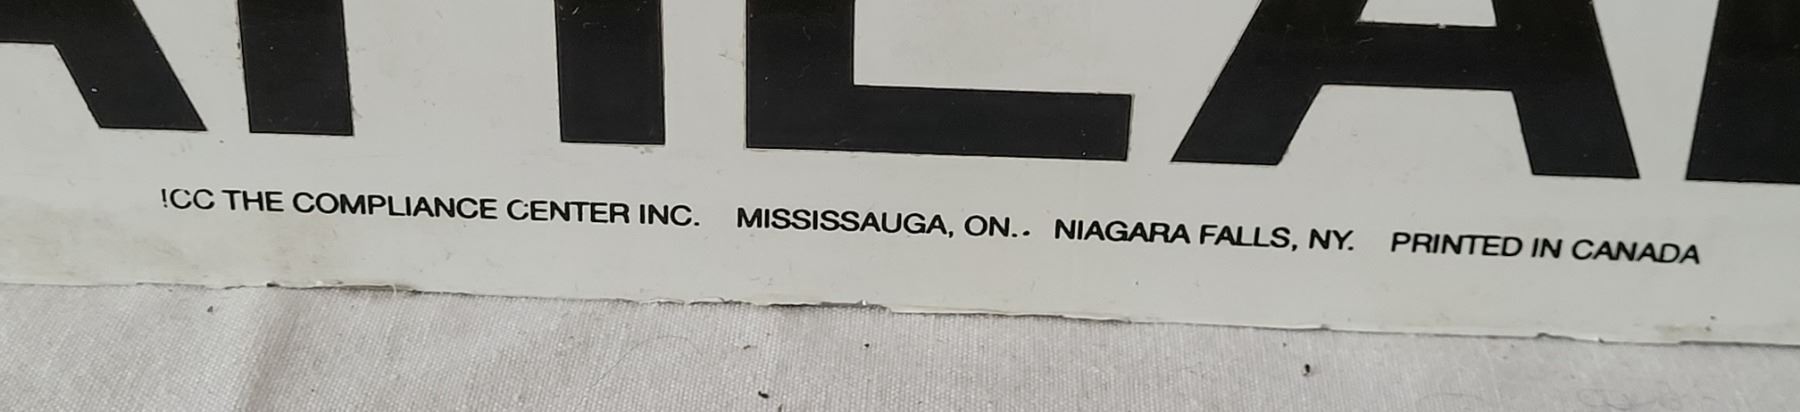 !CC THE COMPLIANCE CENTER INC. MISSISSAUGA, ON.. NIAGARA FALLS, NY. PRINTED IN CANADA